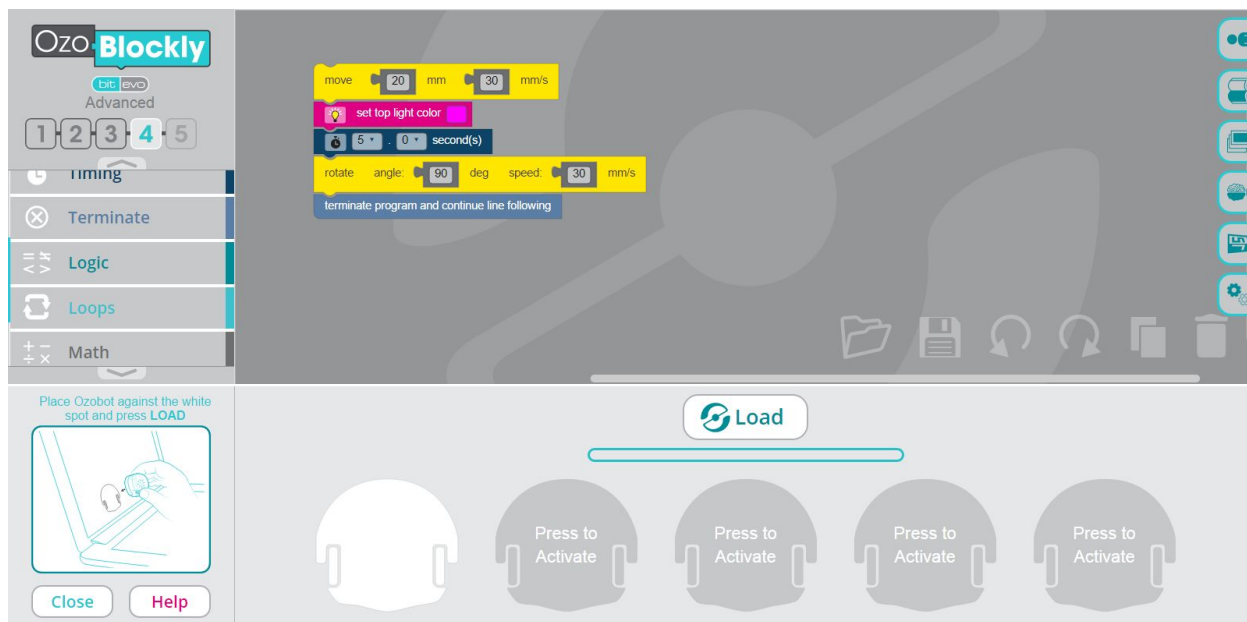 Ozo Blockly
bit evo
Advanced
1 2 3 4 5
Timing
Terminate
Logic
Loops
Math
move 20 mm 30 mm/s
set top light color
5 . 0 second(s)
rotate angle: 90 deg speed: 30 mm/s
terminate program and continue line following
Place Ozobot against the white
spot and press LOAD
Close Help
Load
Press to
Activate
Press to
Activate
Press to
Activate
Press to
Activate